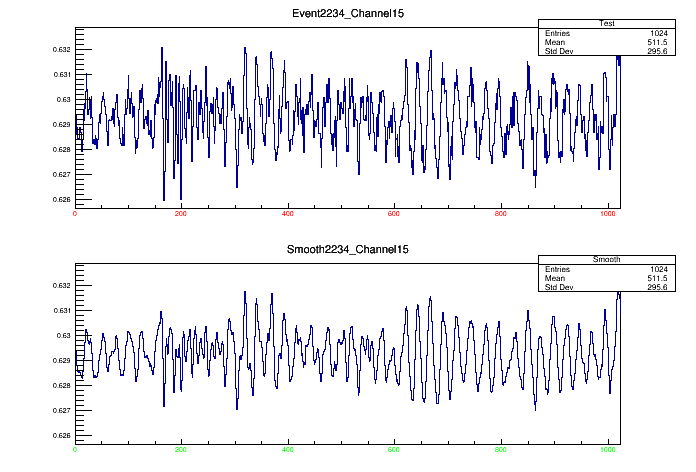 Event2234_Channel15
Test
Entries 1024
Mean 511.5
Std Dev 295.6
0.632
0.631
0.63
0.629
0.628
0.627
0.626
0 200 400 600 800 1000
Smooth2234_Channel15
Smooth
Entries 1024
Mean 511.5
Std Dev 295.6
0.632
0.631
0.63
0.629
0.628
0.627
0.626
0 200 400 600 800 1000